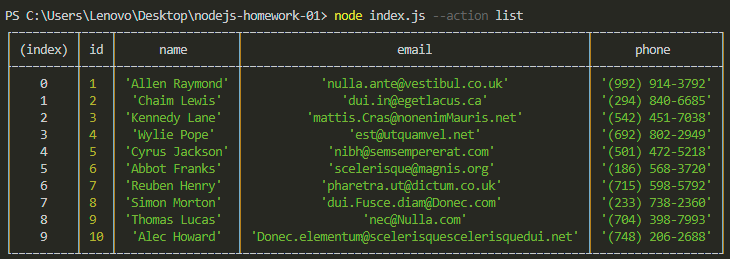 PS C:\Users\Lenovo\Desktop\nodejs-homework-01> node index.js --action list
(index) id name email phone
0 1 'Allen Raymond' 'nulla.ante@vestibul.co.uk' '(992) 914-3792'
1 2 'Chaim Lewis' 'dui.in@egetlacus.ca' '(294) 840-6685'
2 3 'Kennedy Lane' 'mattis.Cras@nonenimMauris.net' '(542) 451-7038'
3 4 'Wylie Pope' 'est@utquamvel.net' '(692) 802-2949'
4 5 'Cyrus Jackson' 'nibh@semsempererat.com' '(501) 472-5218'
5 6 'Abbot Franks' 'scelerisque@magnis.org' '(186) 568-3720'
6 7 'Reuben Henry' 'pharetra.ut@dictum.co.uk' '(715) 598-5792'
7 8 'Simon Morton' 'dui.Fusce.diam@Donec.com' '(233) 738-2360'
8 9 'Thomas Lucas' 'nec@Nulla.com' '(704) 398-7993'
9 10 'Alec Howard' 'Donec.elementum@scelerisquescelerisquedui.net' '(748) 206-2688'